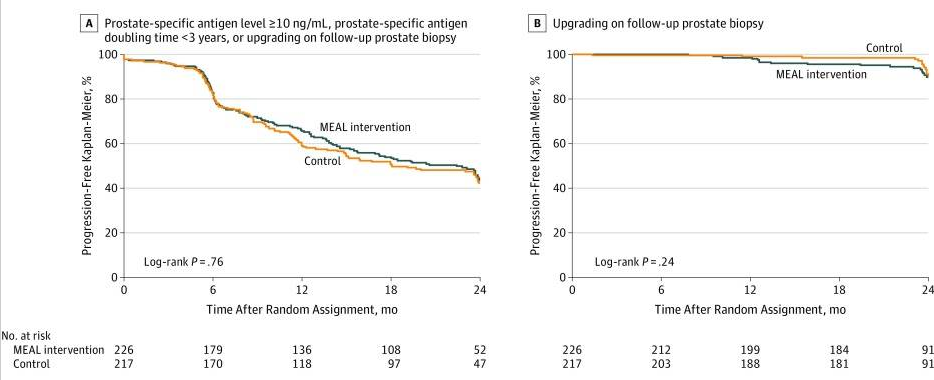 A Prostate-specific antigen level ≥10 ng/mL, prostate-specific antigen
doubling time <3 years, or upgrading on follow-up prostate biopsy
100
80
60
40
20
0
Progression-Free Kaplan-Meier, %
MEAL intervention
Control
Log-rank P = .76
0 6 12 18 24
Time After Random Assignment, mo
B Upgrading on follow-up prostate biopsy
100
80
60
40
20
0
Progression-Free Kaplan-Meier, %
Control
MEAL intervention
Log-rank P = .24
0 6 12 18 24
Time After Random Assignment, mo
No. at risk
MEAL intervention 226 179 136 108 52 226 212 199 184 91
Control 217 170 118 97 47 217 203 188 181 91